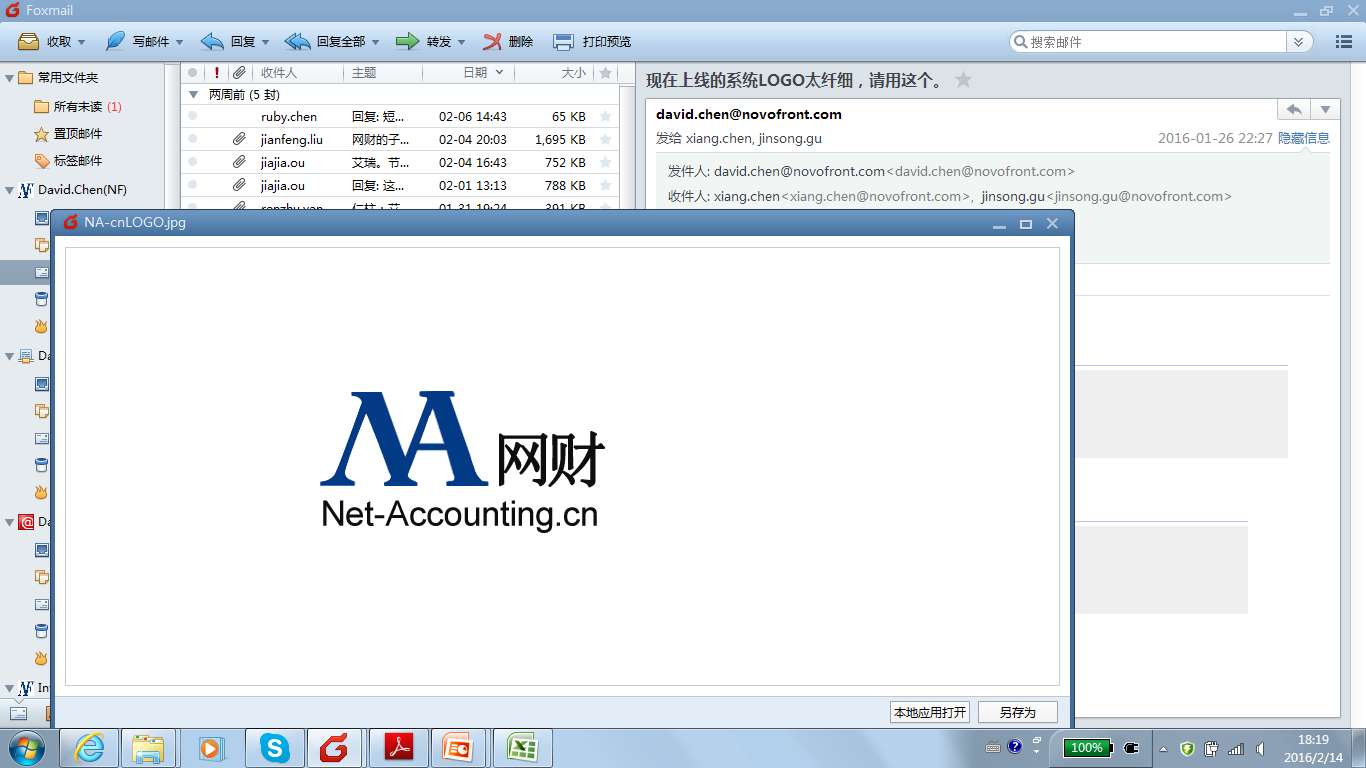 Foxmail
收取 写邮件 回复 回复全部 转发 删除 打印预览 搜索邮件
常用文件夹
所有未读 (1)
置顶邮件
标签邮件
David.Chen(NF)
Da
Da
In
! 收件人 主题 日期 大小
两周前 (5 封)
ruby.chen 回复: 短... 02-06 14:43 65 KB
jianfeng.liu 网财的子... 02-04 20:03 1,695 KB
jiajia.ou 艾瑞。节... 02-04 16:43 752 KB
jiajia.ou 回复: 这... 02-01 13:13 788 KB
01-31 19:24 391 KB
现在上线的系统LOGO太纤细，请用这个。
david.chen@novofront.com
发给 xiang.chen, jinsong.gu 2016-01-26 22:27 隐藏信息
发件人: david.chen@novofront.com<david.chen@novofront.com>
收件人: xiang.chen<xiang.chen@novofront.com>, jinsong.gu<jinsong.gu@novofront.com>
NA-cnLOGO.jpg
NA 网财
Net-Accounting.cn
本地应用打开 另存为
100%
18:19
2016/2/14